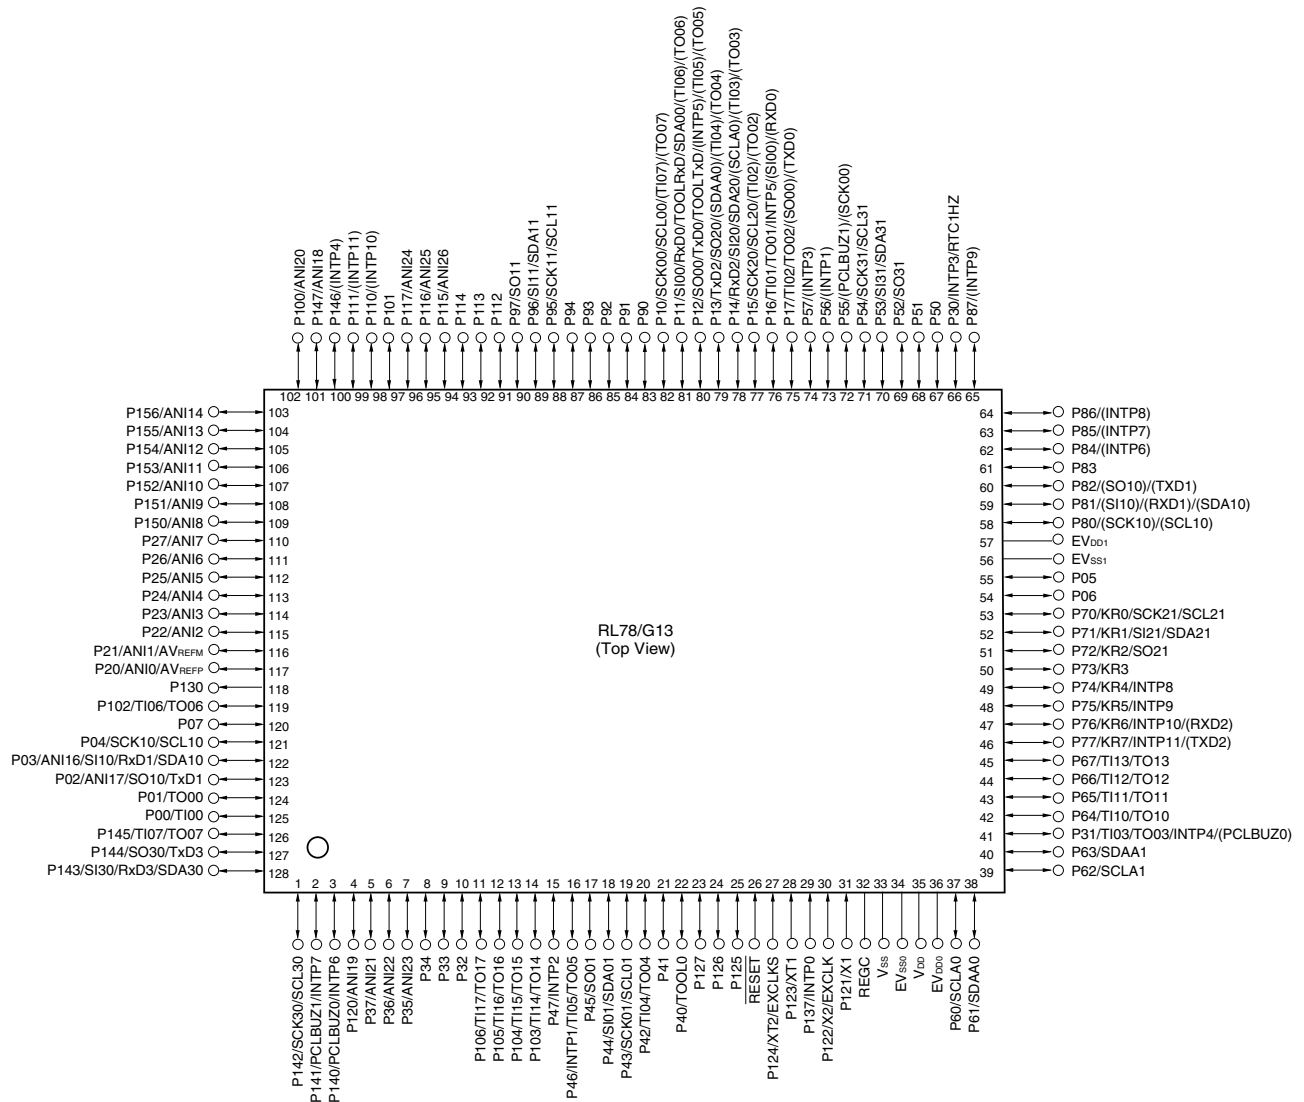 P100/ANI20
P147/ANI18
P146/(INTP4)
P111/(INTP11)
P110/(INTP10)
P101
P117/ANI24
P116/ANI25
P115/ANI26
P114
P113
P112
P97/SO11
P96/SI11/SDA11
P95/SCK11/SCL11
P94
P93
P92
P91
P90
P10/SCK00/SCL00/(TI07)/(TO07)
P11/SI00/RxD0/TOOLRxD/SDA00/(TI06)/(TO06)
P12/SO00/TxD0/TOOLTxD/(INTP5)/(TI05)/(TO05)
P13/TxD2/SO20/(SDAA0)/(TI04)/(TO04)
P14/RxD2/SI20/SDA20/(SCLA0)/(TI03)/(TO03)
P15/SCK20/SCL20/(TI02)/(TO02)
P16/TI01/TO01/INTP5/(SI00)/(RXD0)
P17/TI02/TO02/(SO00)/(TXD0)
P57/(INTP3)
P56/(INTP1)
P55/(PCLBUZ1)/(SCK00)
P54/SCK31/SCL31
P53/SI31/SDA31
P52/SO31
P51
P50
P30/INTP3/RTC1HZ
P87/(INTP9)
102 101 100 99 98 97 96 95 94 93 92 91 90 89 88 87 86 85 84 83 82 81 80 79 78 77 76 75 74 73 72 71 70 69 68 67 66 65
P156/ANI14 103
P155/ANI13 104
P154/ANI12 105
P153/ANI11 106
P152/ANI10 107
P151/ANI9 108
P150/ANI8 109
P27/ANI7 110
P26/ANI6 111
P25/ANI5 112
P24/ANI4 113
P23/ANI3 114
P22/ANI2 115
P21/ANI1/AVREFM 116
P20/ANI0/AVREFP 117
P130 118
P102/TI06/TO06 119
P07 120
P04/SCK10/SCL10 121
P03/ANI16/SI10/RxD1/SDA10 122
P02/ANI17/SO10/TxD1 123
P01/TO00 124
P00/TI00 125
P145/TI07/TO07 126
P144/SO30/TxD3 127
P143/SI30/RxD3/SDA30 128
RL78/G13
(Top View)
64 P86/(INTP8)
63 P85/(INTP7)
62 P84/(INTP6)
61 P83
60 P82/(SO10)/(TXD1)
59 P81/(SI10)/(RXD1)/(SDA10)
58 P80/(SCK10)/(SCL10)
57 EVDD1
56 EVSS1
55 P05
54 P06
53 P70/KR0/SCK21/SCL21
52 P71/KR1/SI21/SDA21
51 P72/KR2/SO21
50 P73/KR3
49 P74/KR4/INTP8
48 P75/KR5/INTP9
47 P76/KR6/INTP10/(RXD2)
46 P77/KR7/INTP11/(TXD2)
45 P67/TI13/TO13
44 P66/TI12/TO12
43 P65/TI11/TO11
42 P64/TI10/TO10
41 P31/TI03/TO03/INTP4/(PCLBUZ0)
40 P63/SDAA1
39 P62/SCLA1
1 2 3 4 5 6 7 8 9 10 11 12 13 14 15 16 17 18 19 20 21 22 23 24 25 26 27 28 29 30 31 32 33 34 35 36 37 38
P142/SCK30/SCL30
P141/PCLBUZ1/INTP7
P140/PCLBUZ0/INTP6
P120/ANI19
P37/ANI21
P36/ANI22
P35/ANI23
P34
P33
P32
P106/TI17/TO17
P105/TI16/TO16
P104/TI15/TO15
P103/TI14/TO14
P47/INTP2
P46/INTP1/TI05/TO05
P45/SO01
P44/SI01/SDA01
P43/SCK01/SCL01
P42/TI04/TO04
P41
P40/TOOL0
P127
P126
P125
RESET
P124/XT2/EXCLKS
P123/XT1
P137/INTP0
P122/X2/EXCLK
P121/X1
REGC
VSS
EVSS0
VDD
EVDD0
P60/SCLA0
P61/SDAA0